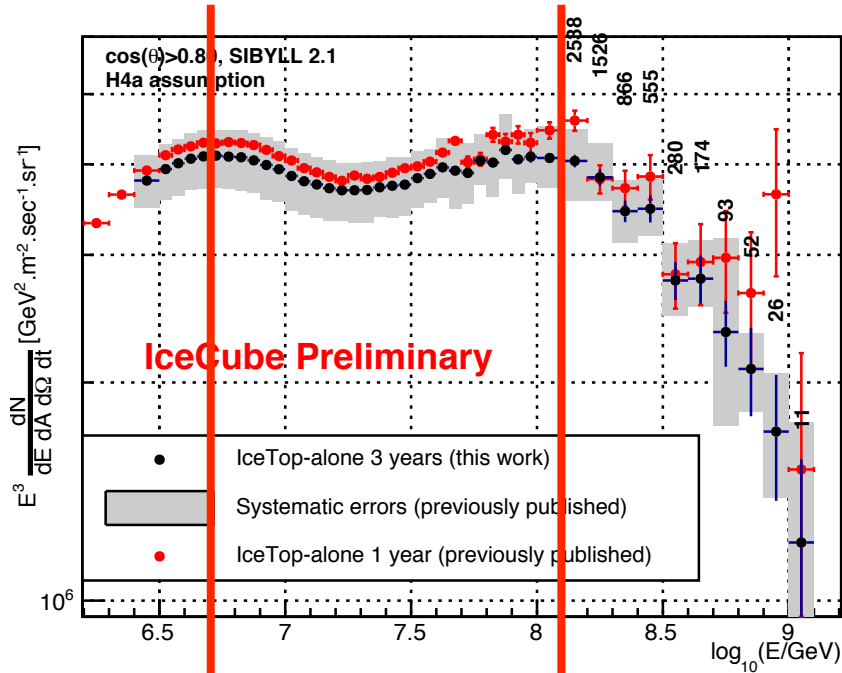 cos(θ)>0.80, SIBYLL 2.1
H4a assumption
2538
1526
866
555
280
174
93
52
26
11
IceCube Preliminary
E³ dN/dE dA dΩ dt [GeV².m⁻².sec⁻¹.sr⁻¹]
IceTop-alone 3 years (this work)
Systematic errors (previously published)
IceTop-alone 1 year (previously published)
10⁶
6.5 7 7.5 8 8.5 9
log₁₀(E/GeV)